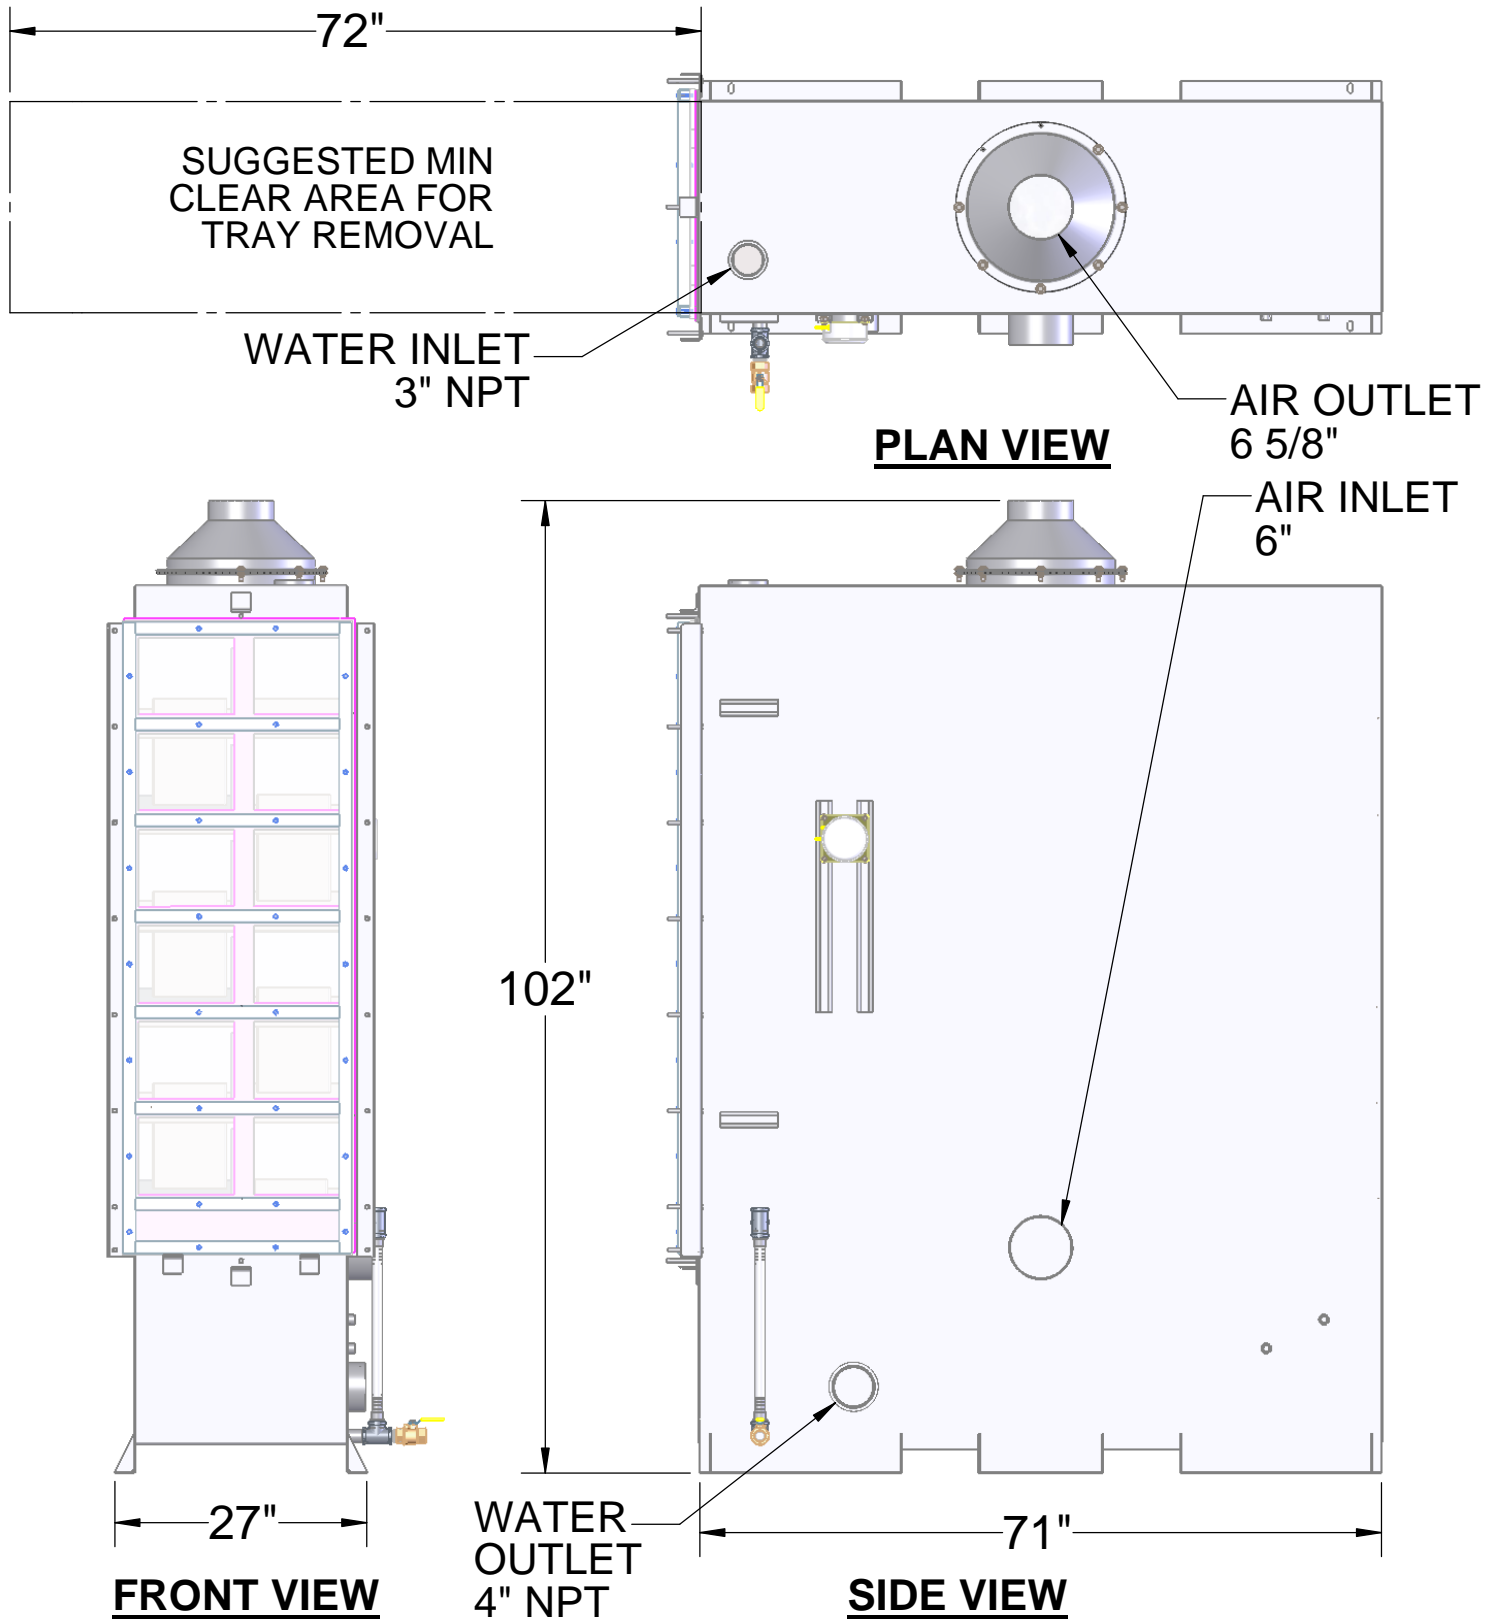 72"
SUGGESTED MIN
CLEAR AREA FOR
TRAY REMOVAL
WATER INLET
3" NPT
AIR OUTLET
6 5/8"
PLAN VIEW
AIR INLET
6"
102"
27"
WATER
OUTLET
4" NPT
71"
FRONT VIEW
SIDE VIEW